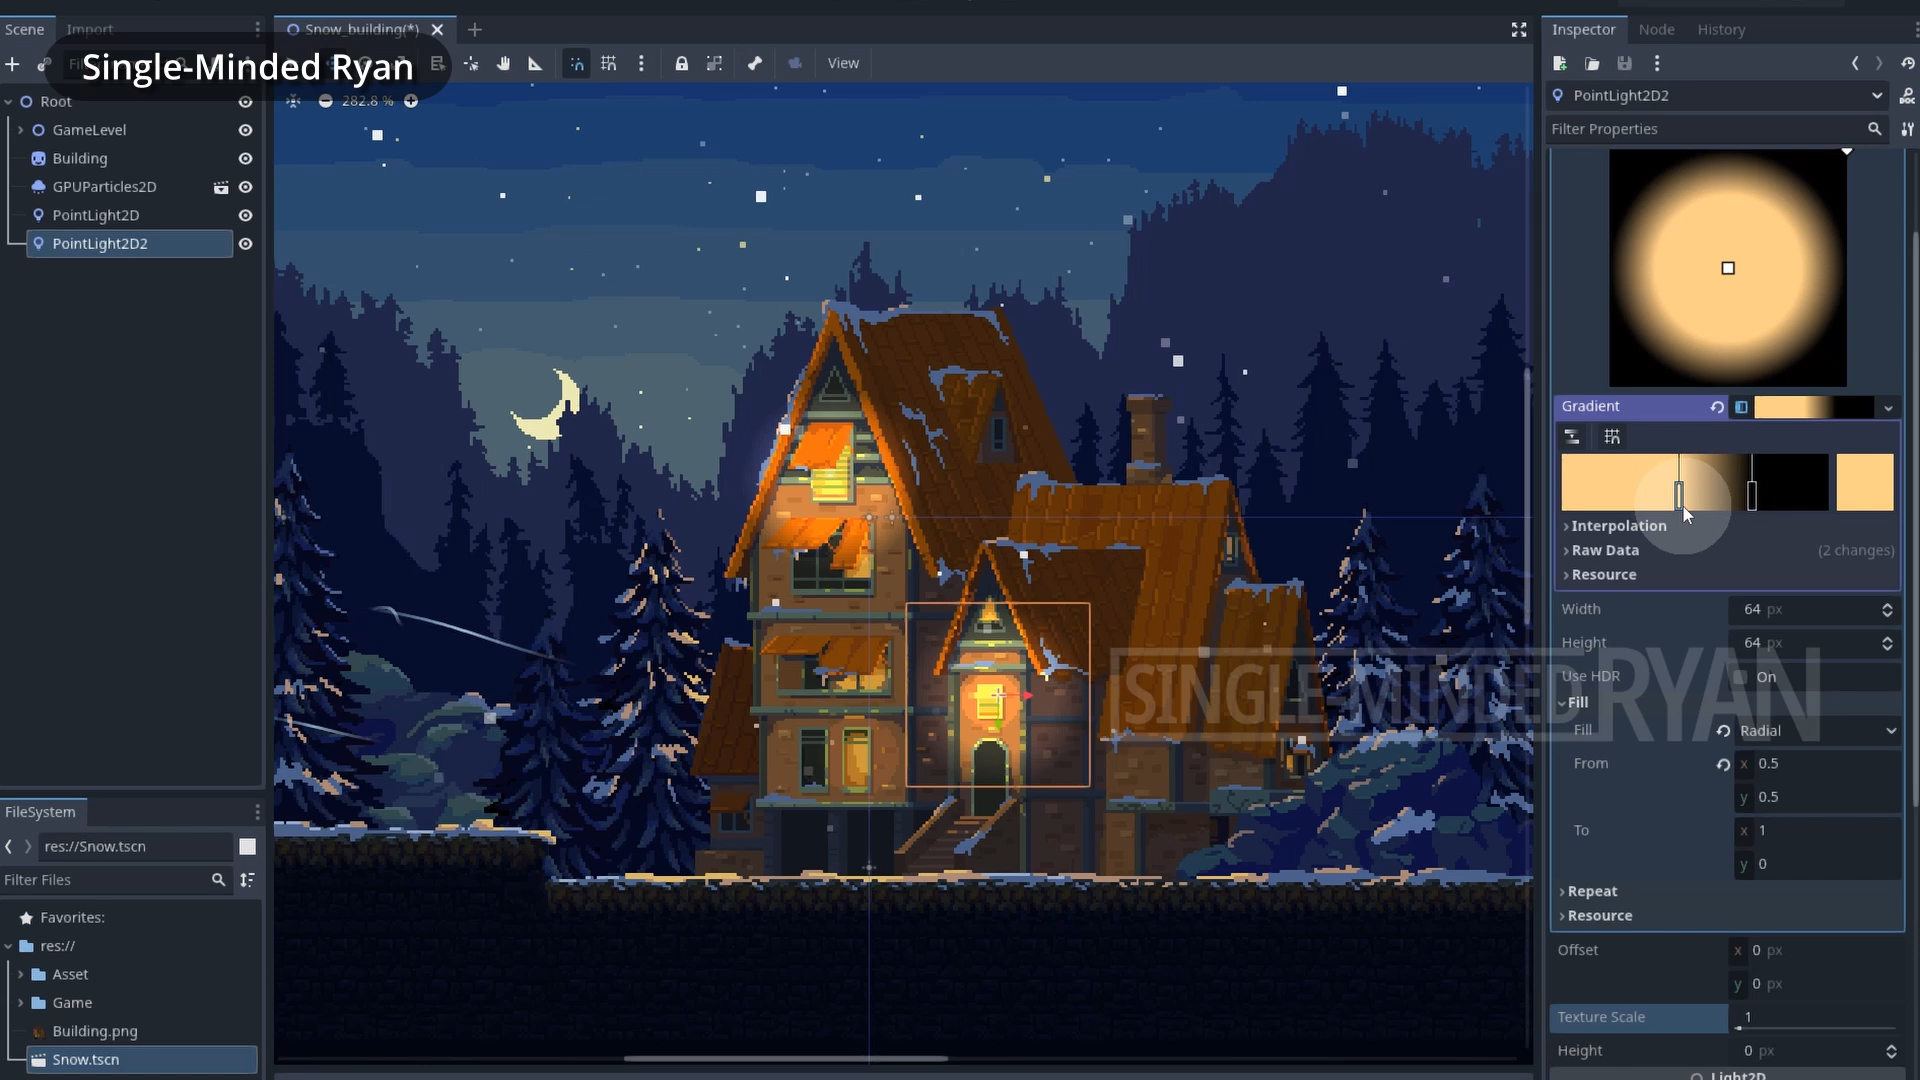 Scene
Import
Snow_building(*)
Inspector
Node
History
Single-Minded Ryan
View
282.8 %
Root
GameLevel
Building
GPUParticles2D
PointLight2D
PointLight2D2
PointLight2D2
DOC
Filter Properties
Gradient
Interpolation
Raw Data
(2 changes)
Resource
Width
64 px
Height
64 px
Use HDR
On
Fill
Fill
Radial
From
x 0.5
y 0.5
To
x 1
y 0
Repeat
Resource
Offset
x 0 px
y 0 px
Texture Scale
1
Height
0 px
Light2D
SINGLE-MINDED RYAN
FileSystem
res://Snow.tscn
Filter Files
Favorites:
res://
Asset
Game
Building.png
Snow.tscn